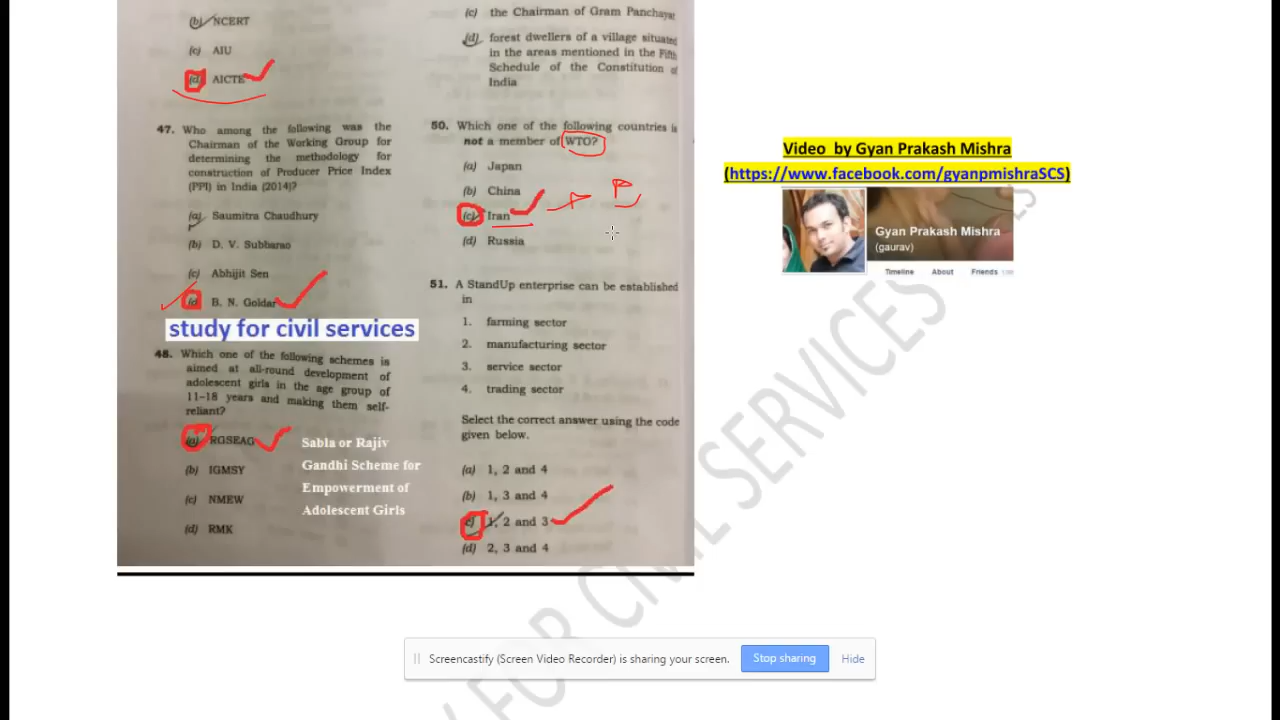 (b) NCERT
(c) AIU
(d) AICTE
47. Who among the following was the
Chairman of the Working Group for
determining the methodology for
construction of Producer Price Index
(PPI) in India (2014)?
(a) Saumitra Chaudhury
(b) D. V. Subbarao
(c) Abhijit Sen
(d) B. N. Goldar
study for civil services
48. Which one of the following schemes is
aimed at all-round development of
adolescent girls in the age group of
11-18 years and making them self-
reliant?
(a) RGSEAG
(b) IGMSY
(c) NMEW
(d) RMK
Sabla or Rajiv
Gandhi Scheme for
Empowerment of
Adolescent Girls
(c) the Chairman of Gram Panchayat
(d) forest dwellers of a village situated
in the areas mentioned in the Fifth
Schedule of the Constitution of
India
50. Which one of the following countries is
not a member of WTO?
(a) Japan
(b) China
(c) Iran
(d) Russia
51. A StandUp enterprise can be established
in
1. farming sector
2. manufacturing sector
3. service sector
4. trading sector
Select the correct answer using the code
given below.
(a) 1, 2 and 4
(b) 1, 3 and 4
(c) 1, 2 and 3
(d) 2, 3 and 4
Video by Gyan Prakash Mishra
(https://www.facebook.com/gyanpmishraSCS)
Gyan Prakash Mishra
(gaurav)
Timeline About Friends
Screencastify (Screen Video Recorder) is sharing your screen. Stop sharing Hide